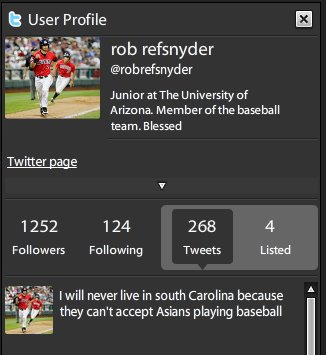 User Profile
rob refsnyder
@robrefsnyder
Junior at The University of
Arizona. Member of the baseball
team. Blessed
Twitter page
1252 124 268 4
Followers Following Tweets Listed
I will never live in south Carolina because
they can't accept Asians playing baseball